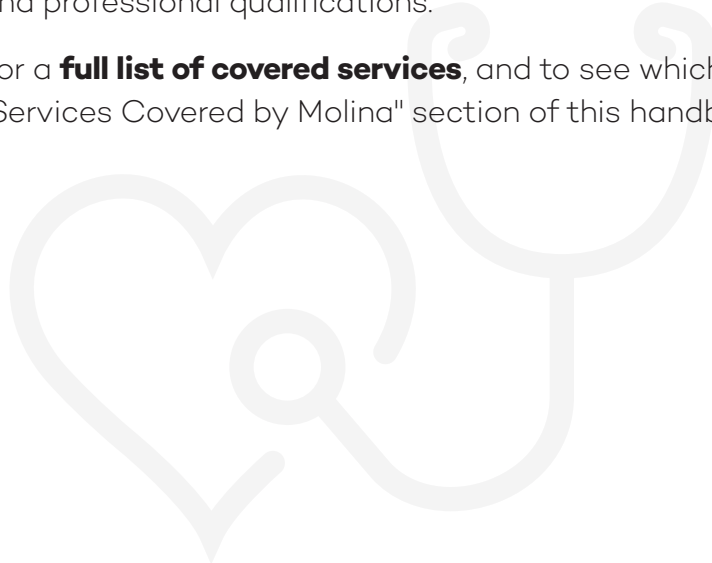 nd professional qualifications.
or a full list of covered services, and to see which
Services Covered by Molina" section of this handb